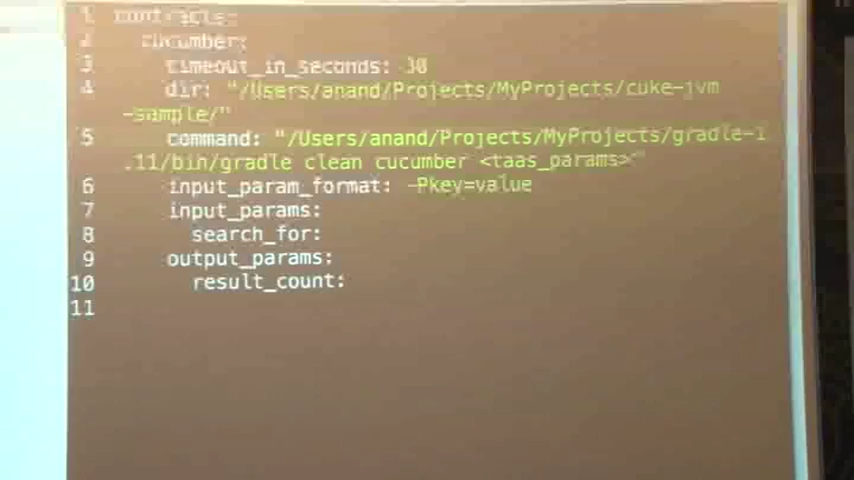 1 contracts:
2 cucumber:
3 timeout_in_seconds: 30
4 dir: "/Users/anand/Projects/MyProjects/cuke-jvm
-sample/"
5 command: "/Users/anand/Projects/MyProjects/gradle-1
.11/bin/gradle clean cucumber <taas_params>"
6 input_param_format: -Pkey=value
7 input_params:
8 search_for:
9 output_params:
10 result_count:
11